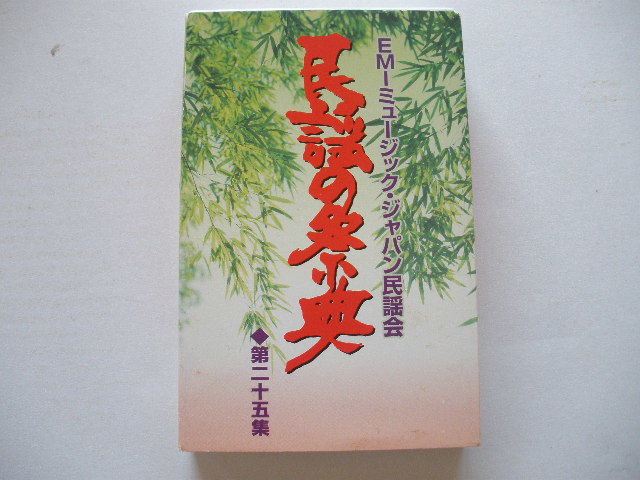 EMIミュージック・ジャパン民謡会
民謡の祭典
◆第二十五集